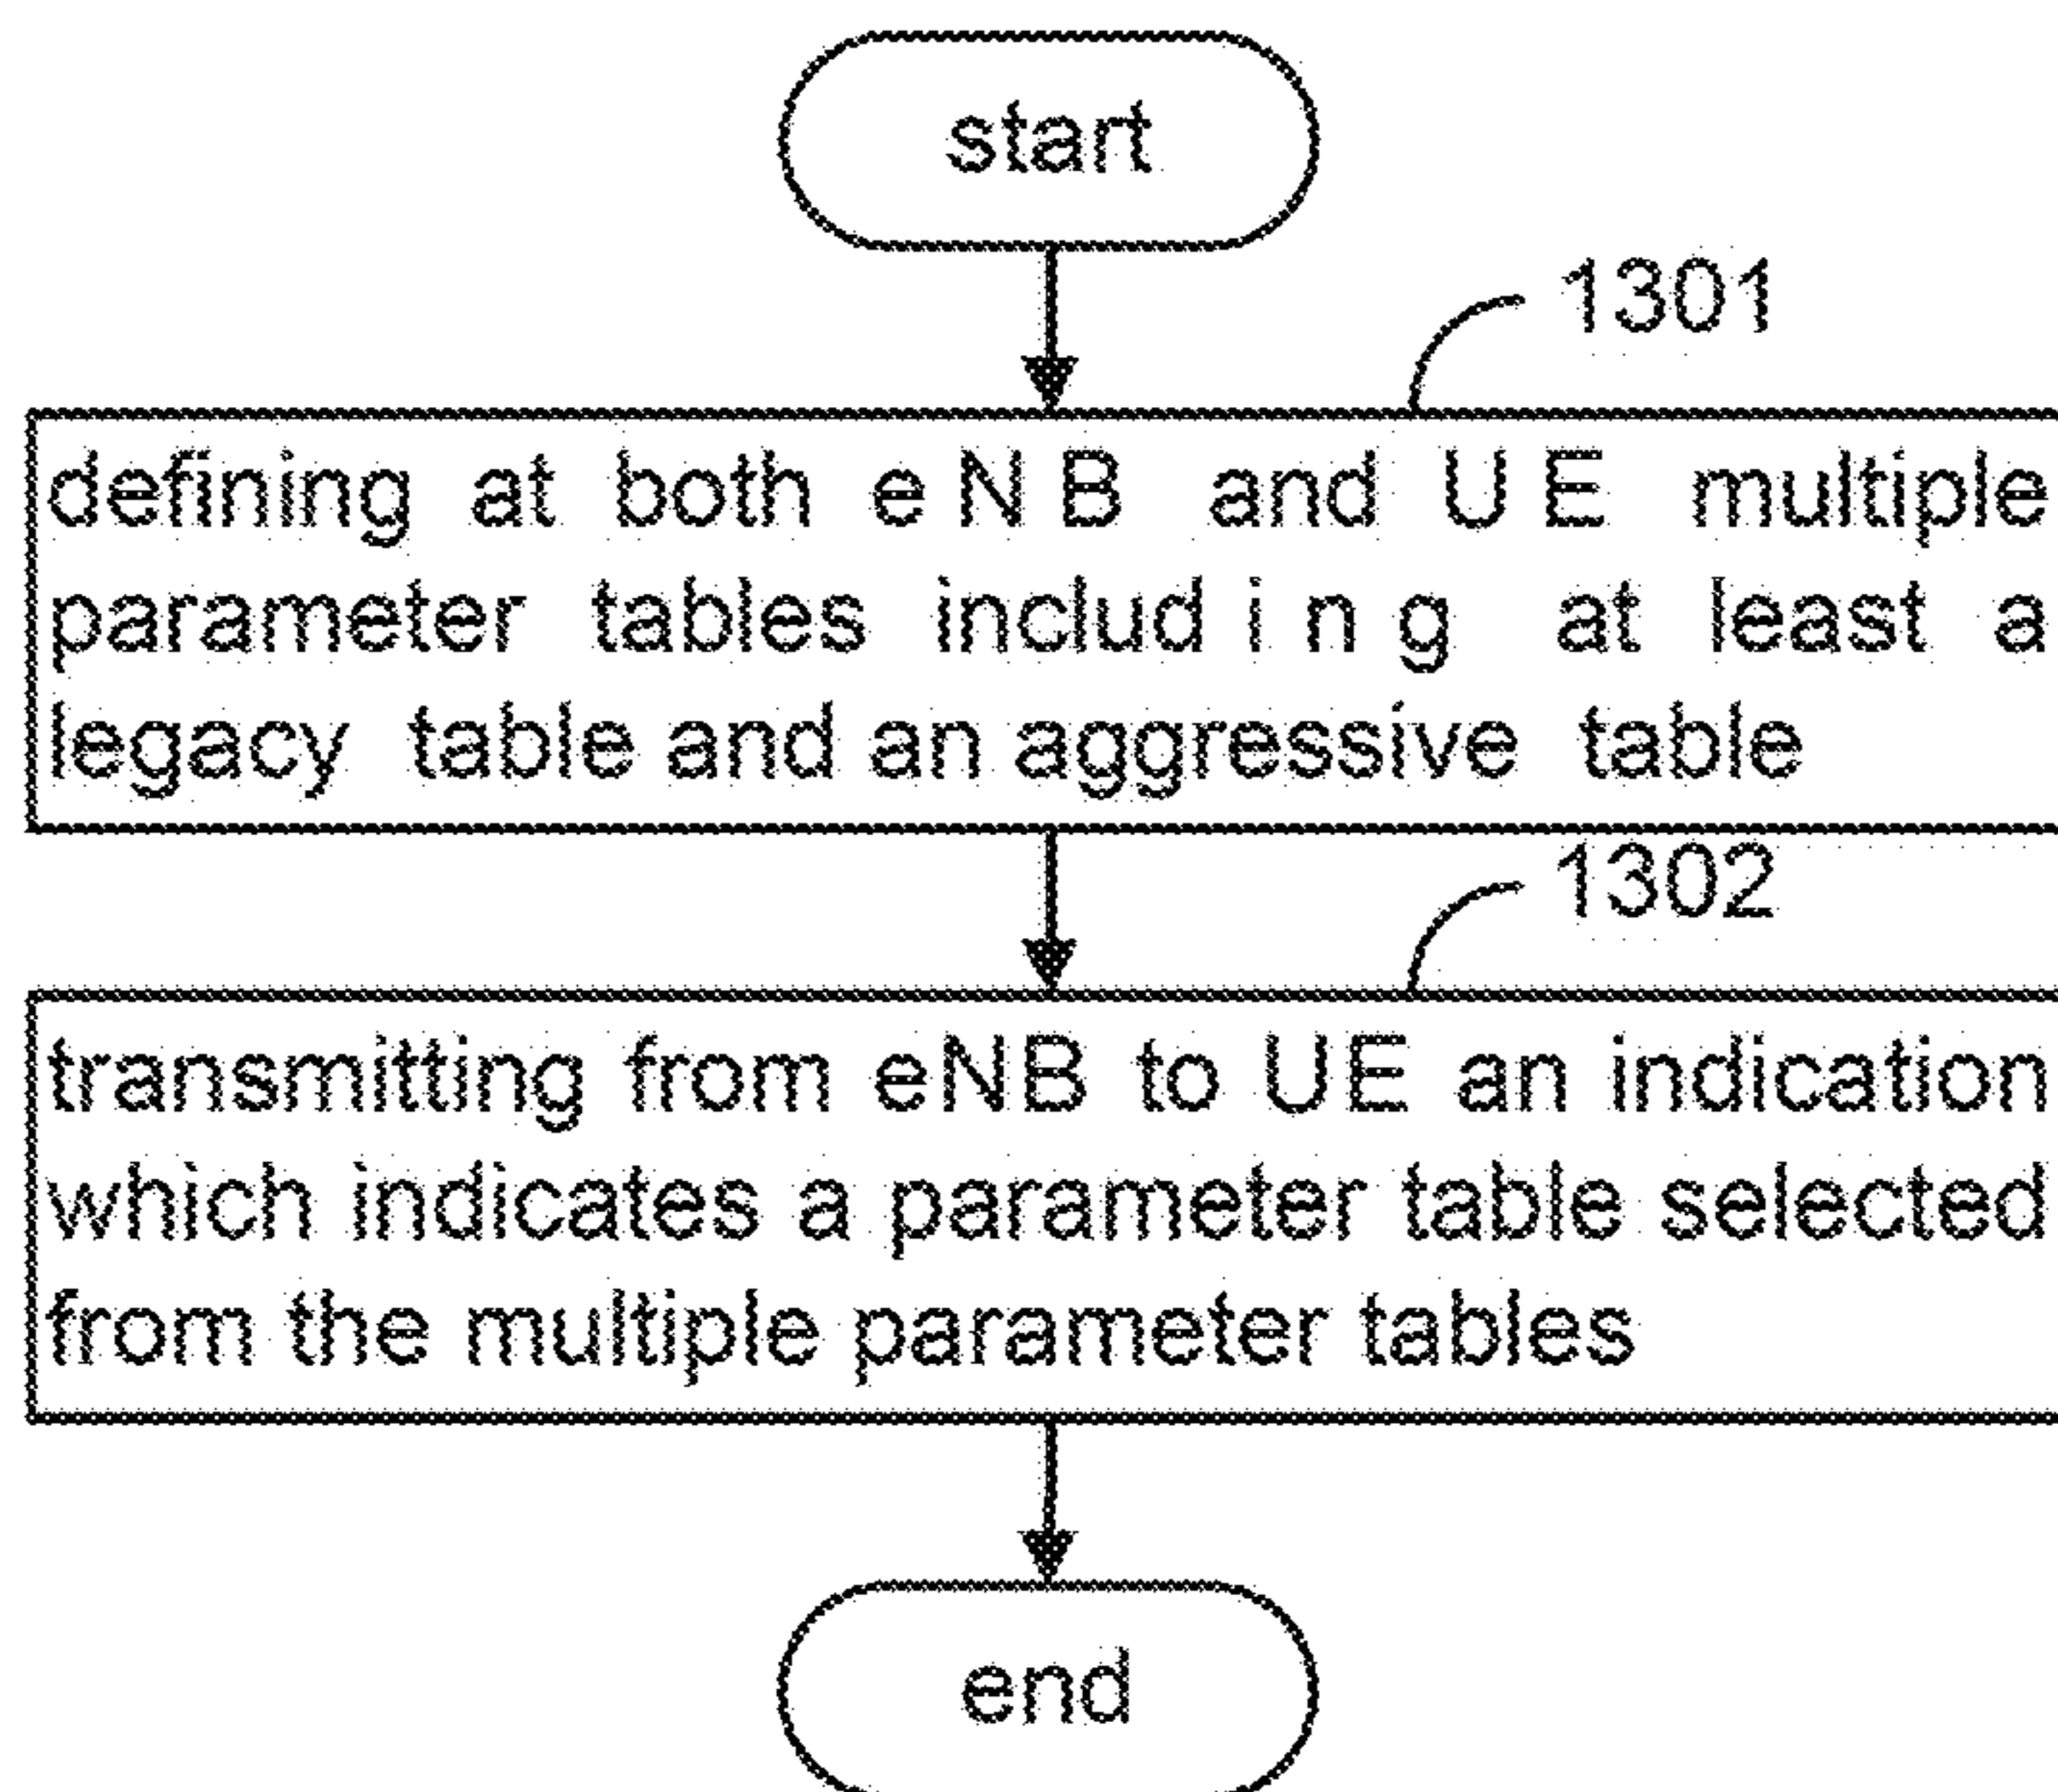 start
1301
defining at both eNB and UE multiple
parameter tables including at least a
legacy table and an aggressive table
1302
transmitting from eNB to UE an indication
which indicates a parameter table selected
from the multiple parameter tables
end